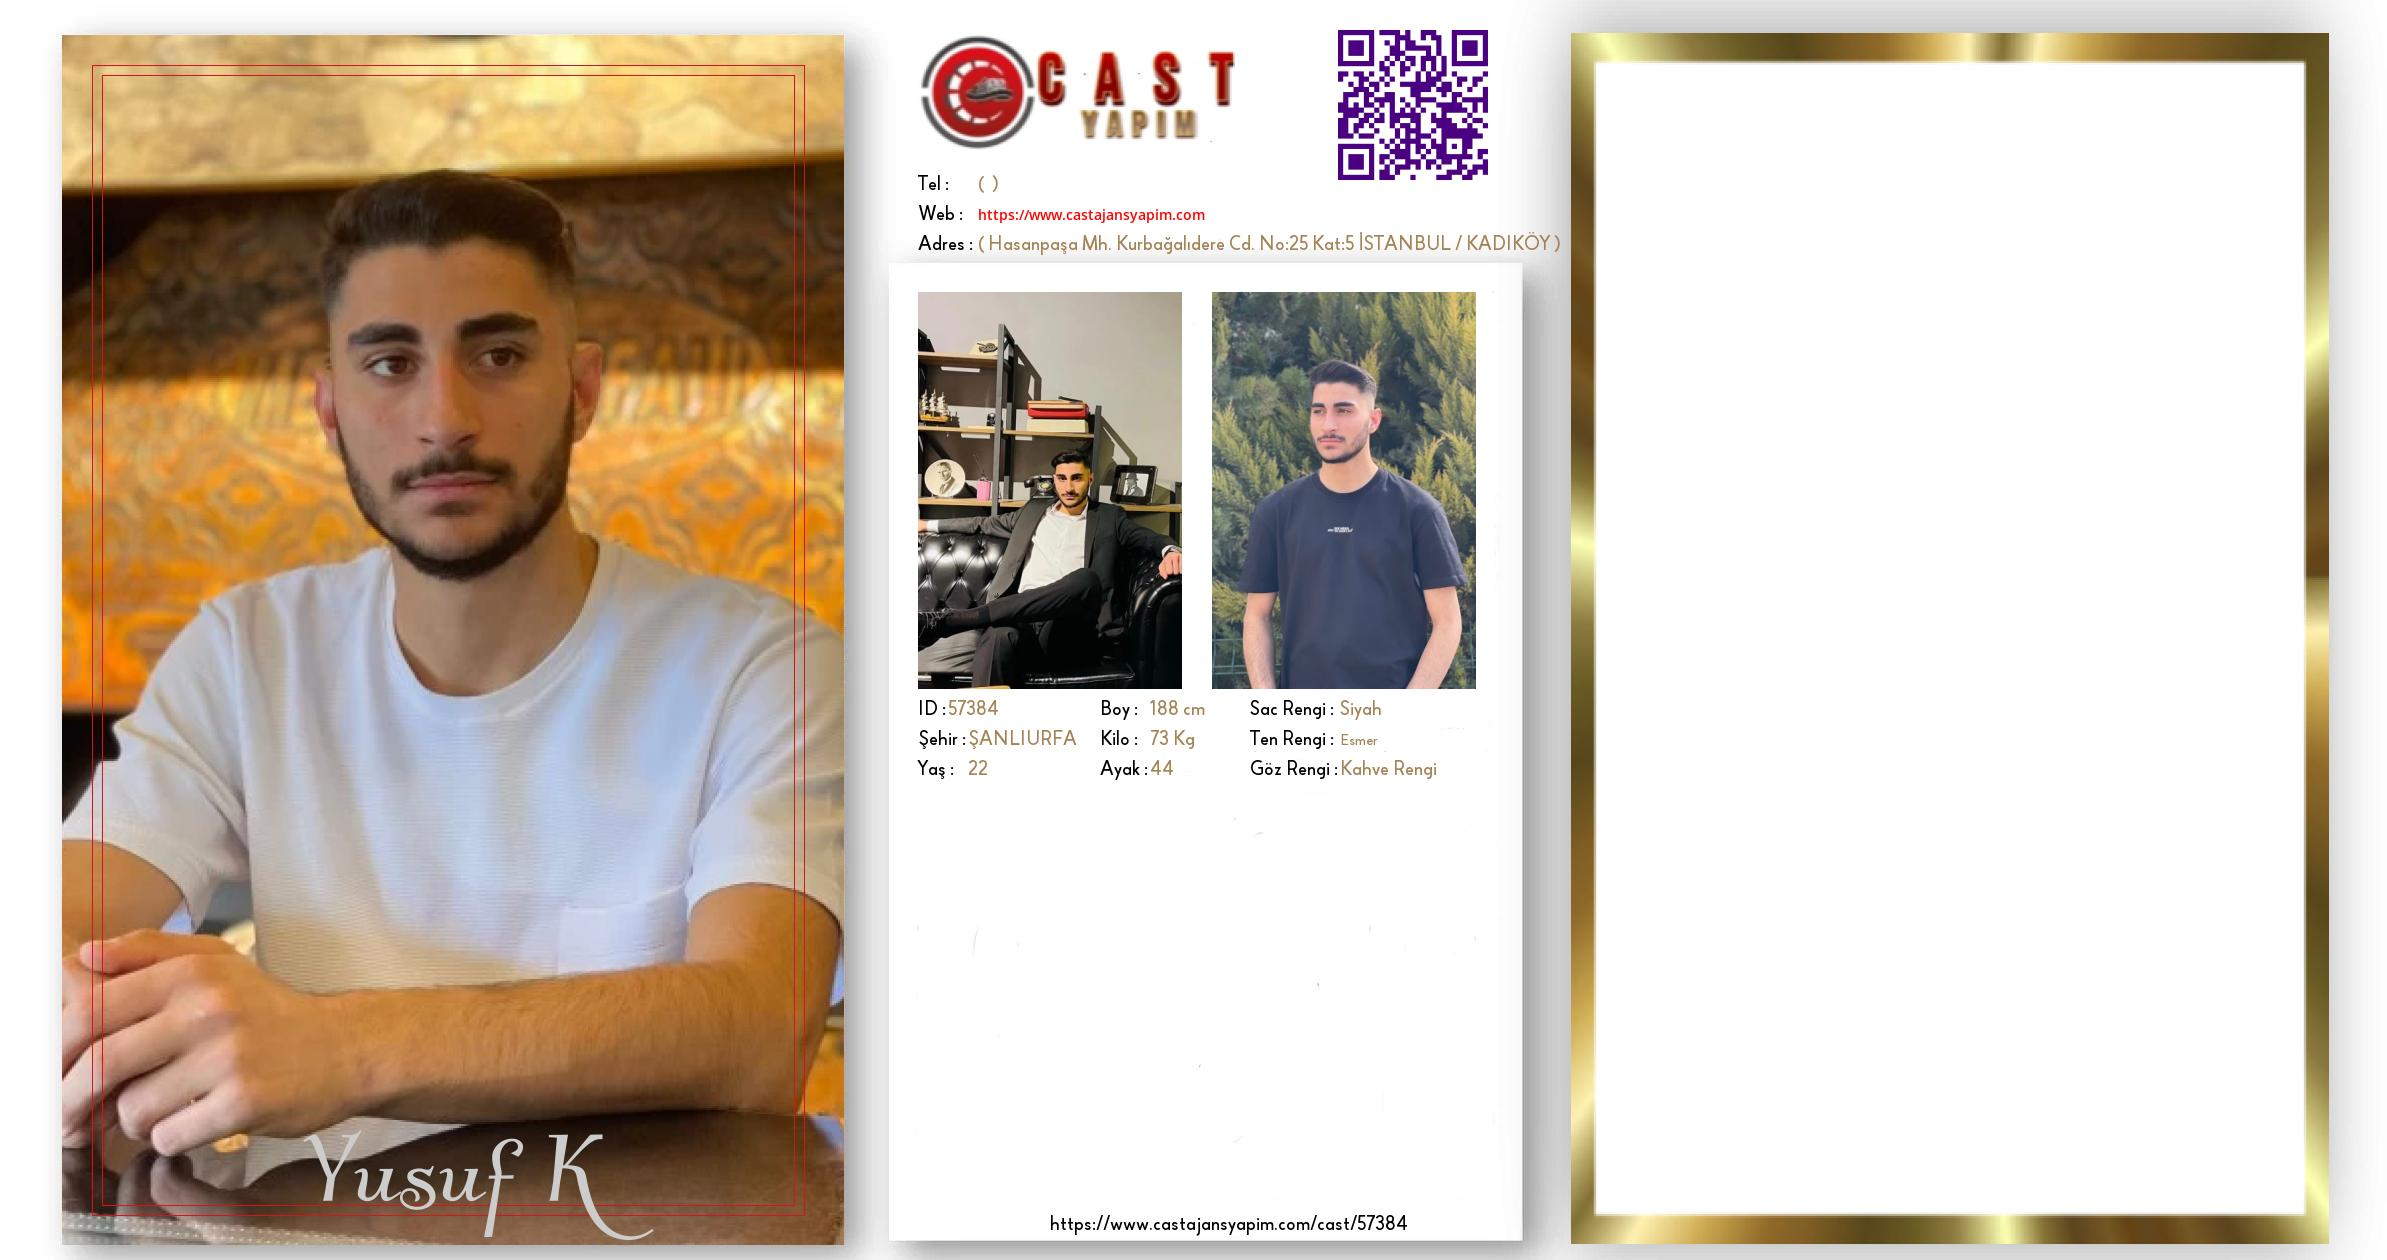 Yusuf K
CAST
YAPIM
Tel : ( )
Web : https://www.castajansyapim.com
Adres : ( Hasanpaşa Mh. Kurbağalıdere Cd. No:25 Kat:5 İSTANBUL / KADIKÖY )
ID : 57384 Boy : 188 cm Sac Rengi : Siyah
Şehir : ŞANLIURFA Kilo : 73 Kg Ten Rengi : Esmer
Yaş : 22 Ayak : 44 Göz Rengi : Kahve Rengi
https://www.castajansyapim.com/cast/57384